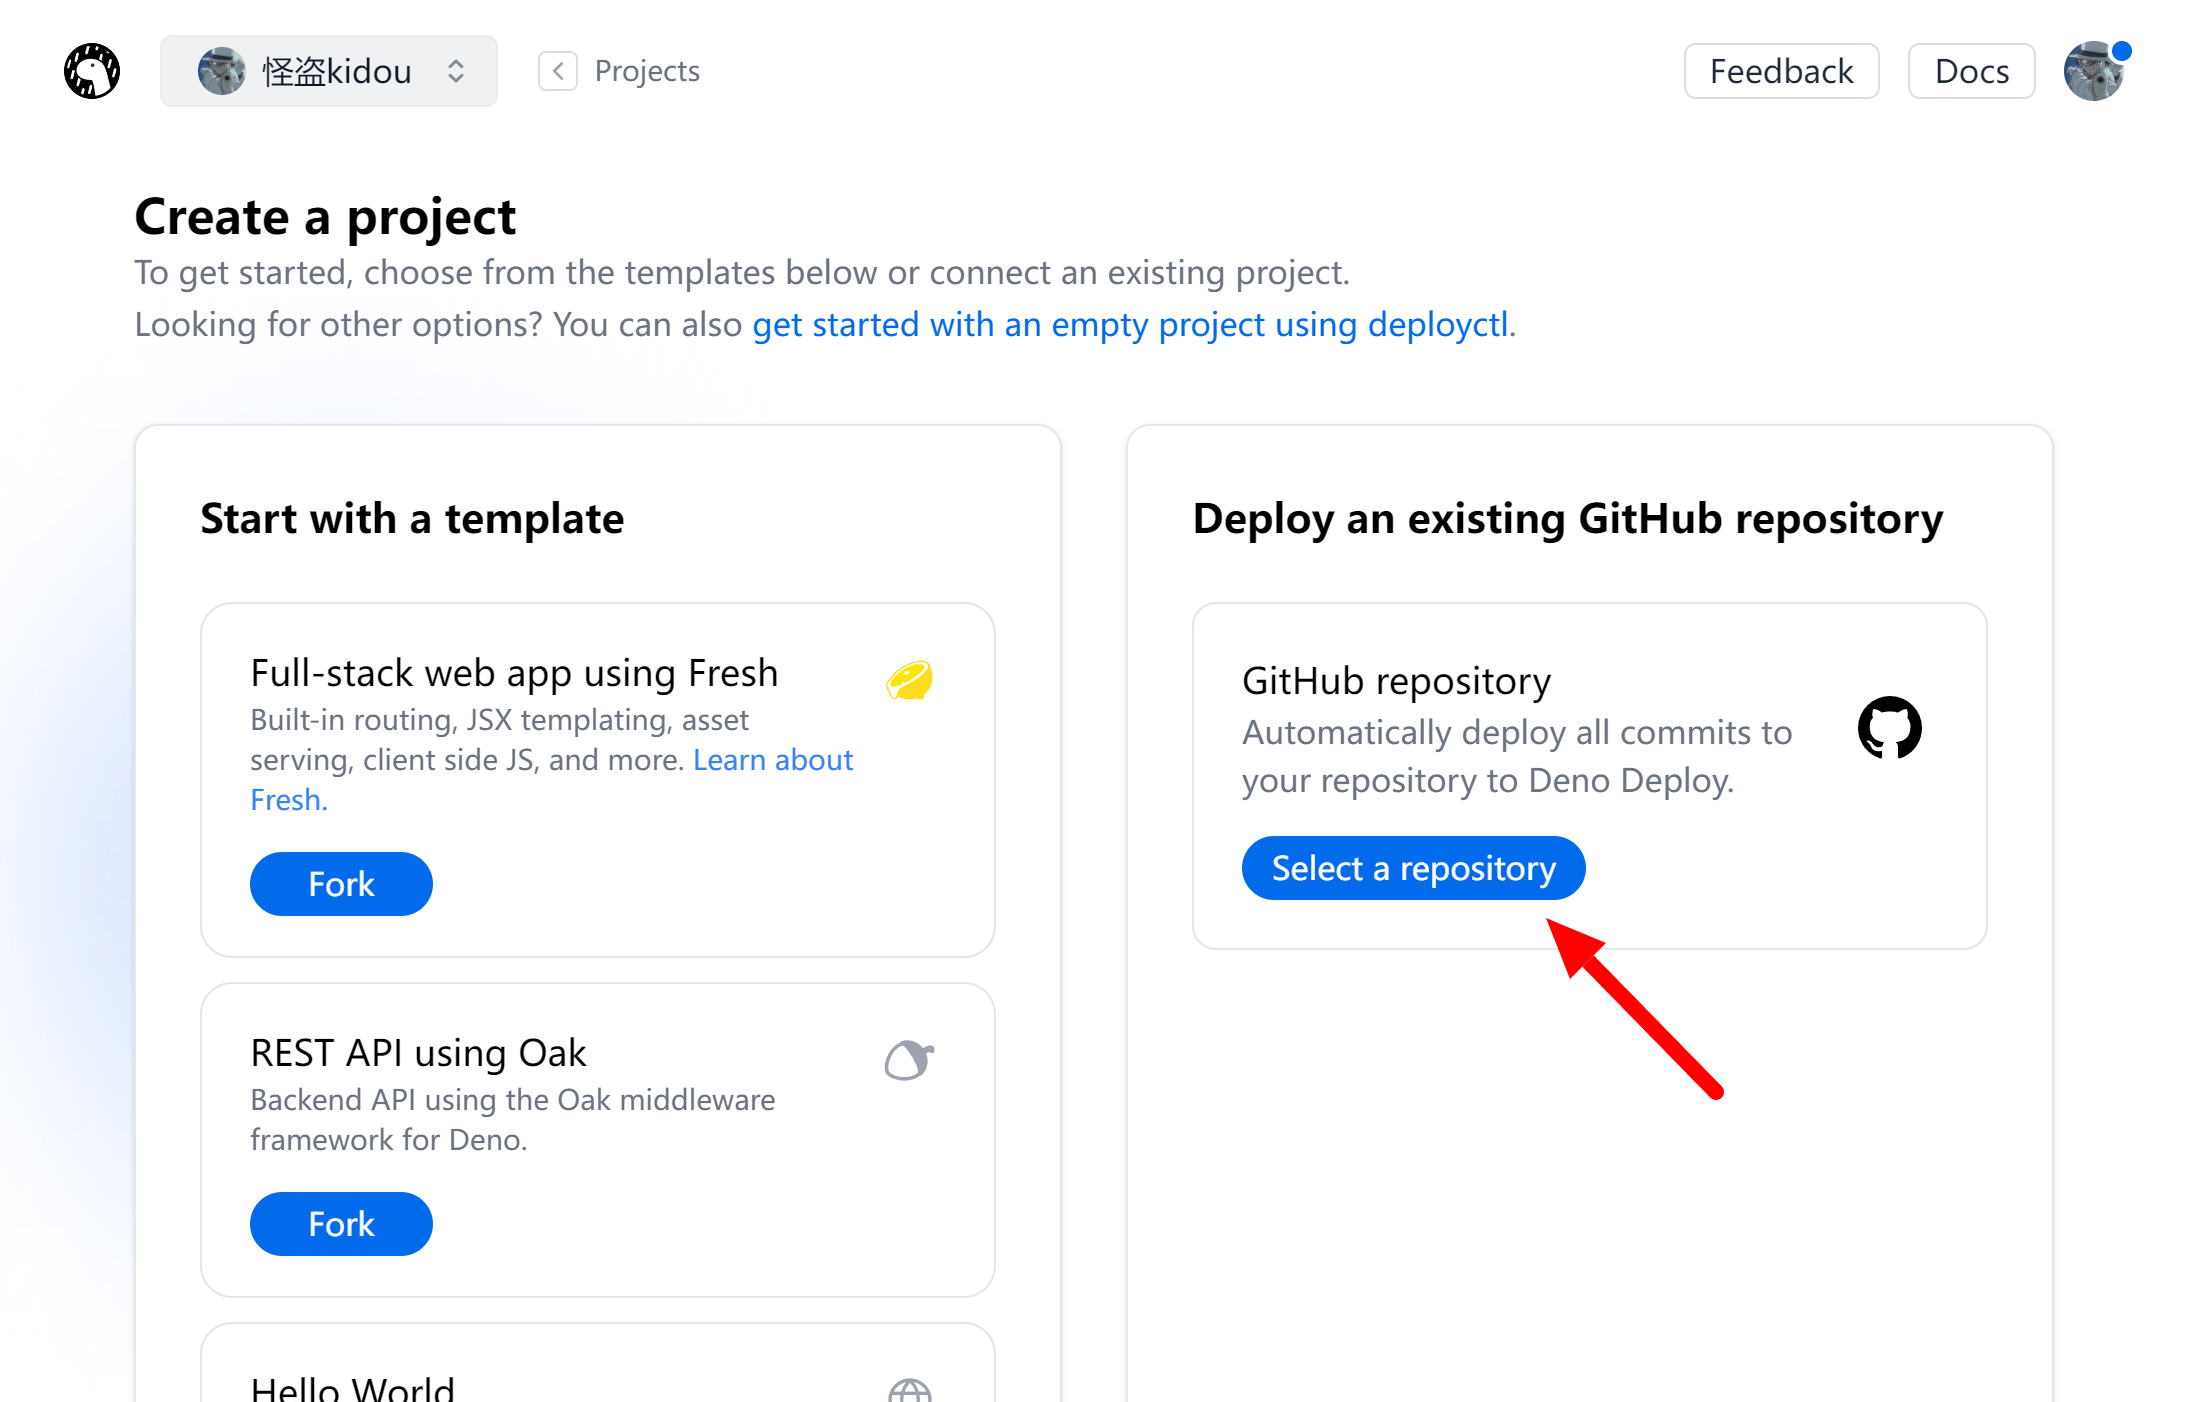 怪盗kidou
Projects
Feedback
Docs
Create a project
To get started, choose from the templates below or connect an existing project.
Looking for other options? You can also get started with an empty project using deployctl.
Start with a template
Full-stack web app using Fresh
Built-in routing, JSX templating, asset
serving, client side JS, and more. Learn about
Fresh.
Fork
REST API using Oak
Backend API using the Oak middleware
framework for Deno.
Fork
Hello World
Deploy an existing GitHub repository
GitHub repository
Automatically deploy all commits to
your repository to Deno Deploy.
Select a repository